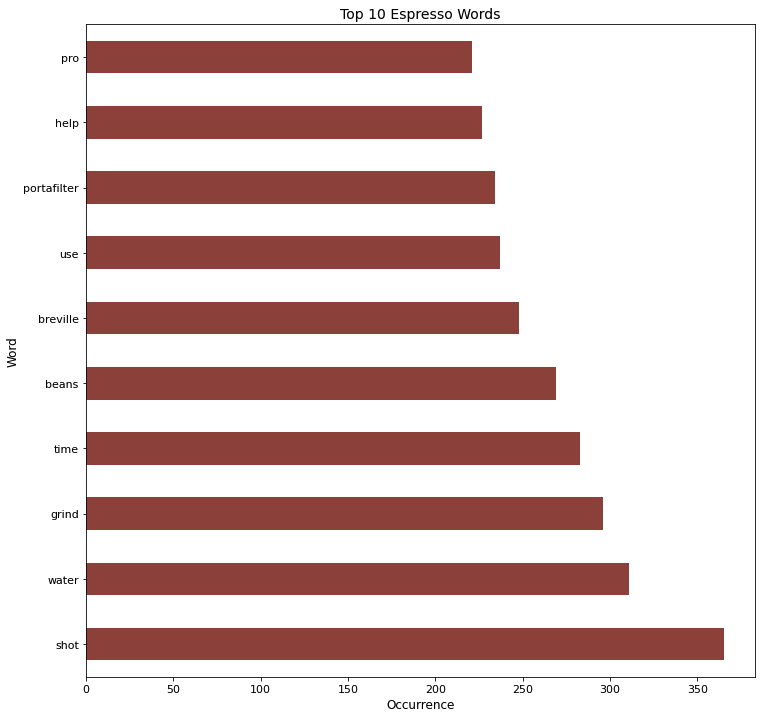 Top 10 Espresso Words
Word
pro
help
portafilter
use
breville
beans
time
grind
water
shot
0 50 100 150 200 250 300 350
Occurrence